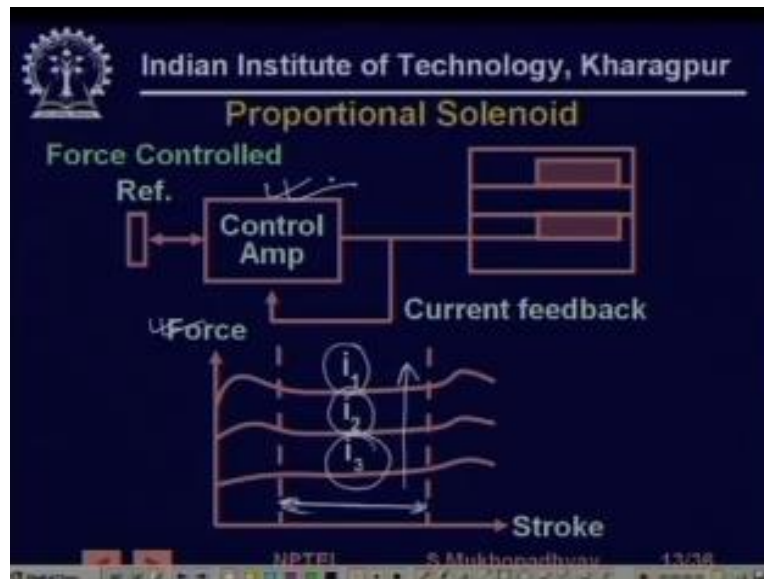 Indian Institute of Technology, Kharagpur
Proportional Solenoid
Force Controlled
Ref.
Control
Amp
Current feedback
Force
i1
i2
i3
Stroke
NPTEL S.Mukhopadhyay 13/36